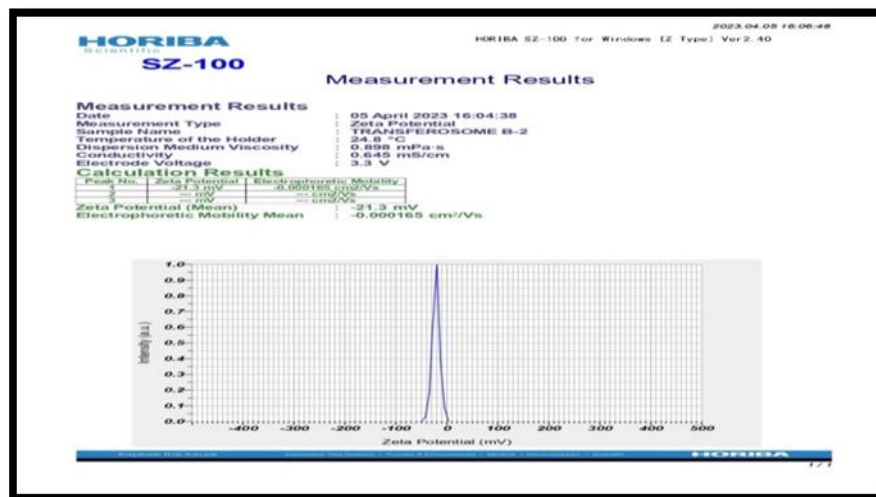 2023.04.05 16:06:48
HORIBA
Scientific
HORIBA SZ-100 for Windows [Z Type] Ver2.40
SZ-100
Measurement Results
Measurement Results
Date : 05 April 2023 16:04:38
Measurement Type : Zeta Potential
Sample Name : TRANSFEROSOME B-2
Temperature of the Holder : 24.8 °C
Dispersion Medium Viscosity : 0.898 mPa·s
Conductivity : 0.645 mS/cm
Electrode Voltage : 3.3 V
Calculation Results
Peak No. Zeta Potential Electrophoretic Mobility
1 -21.3 mV -0.000165 cm2/Vs
2 --- mV --- cm2/Vs
3 --- mV --- cm2/Vs
Zeta Potential (Mean) : -21.3 mV
Electrophoretic Mobility Mean : -0.000165 cm²/Vs
1.0
0.9
0.8
0.7
0.6
0.5
0.4
0.3
0.2
0.1
0.0
Intensity (a.u.)
-400 -300 -200 -100 0 100 200 300 400 500
Zeta Potential (mV)
Explore the future
HORIBA
1 / 1